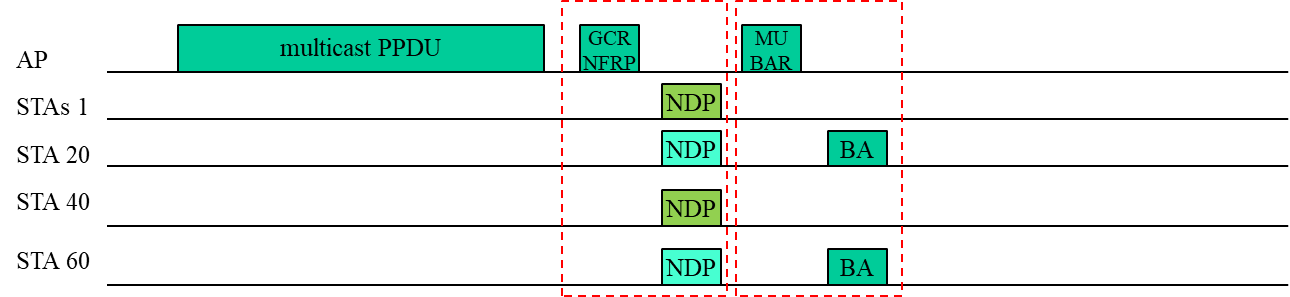 AP
multicast PPDU
GCR
NFRP
MU
BAR
STAs 1
NDP
STA 20
NDP
BA
STA 40
NDP
STA 60
NDP
BA